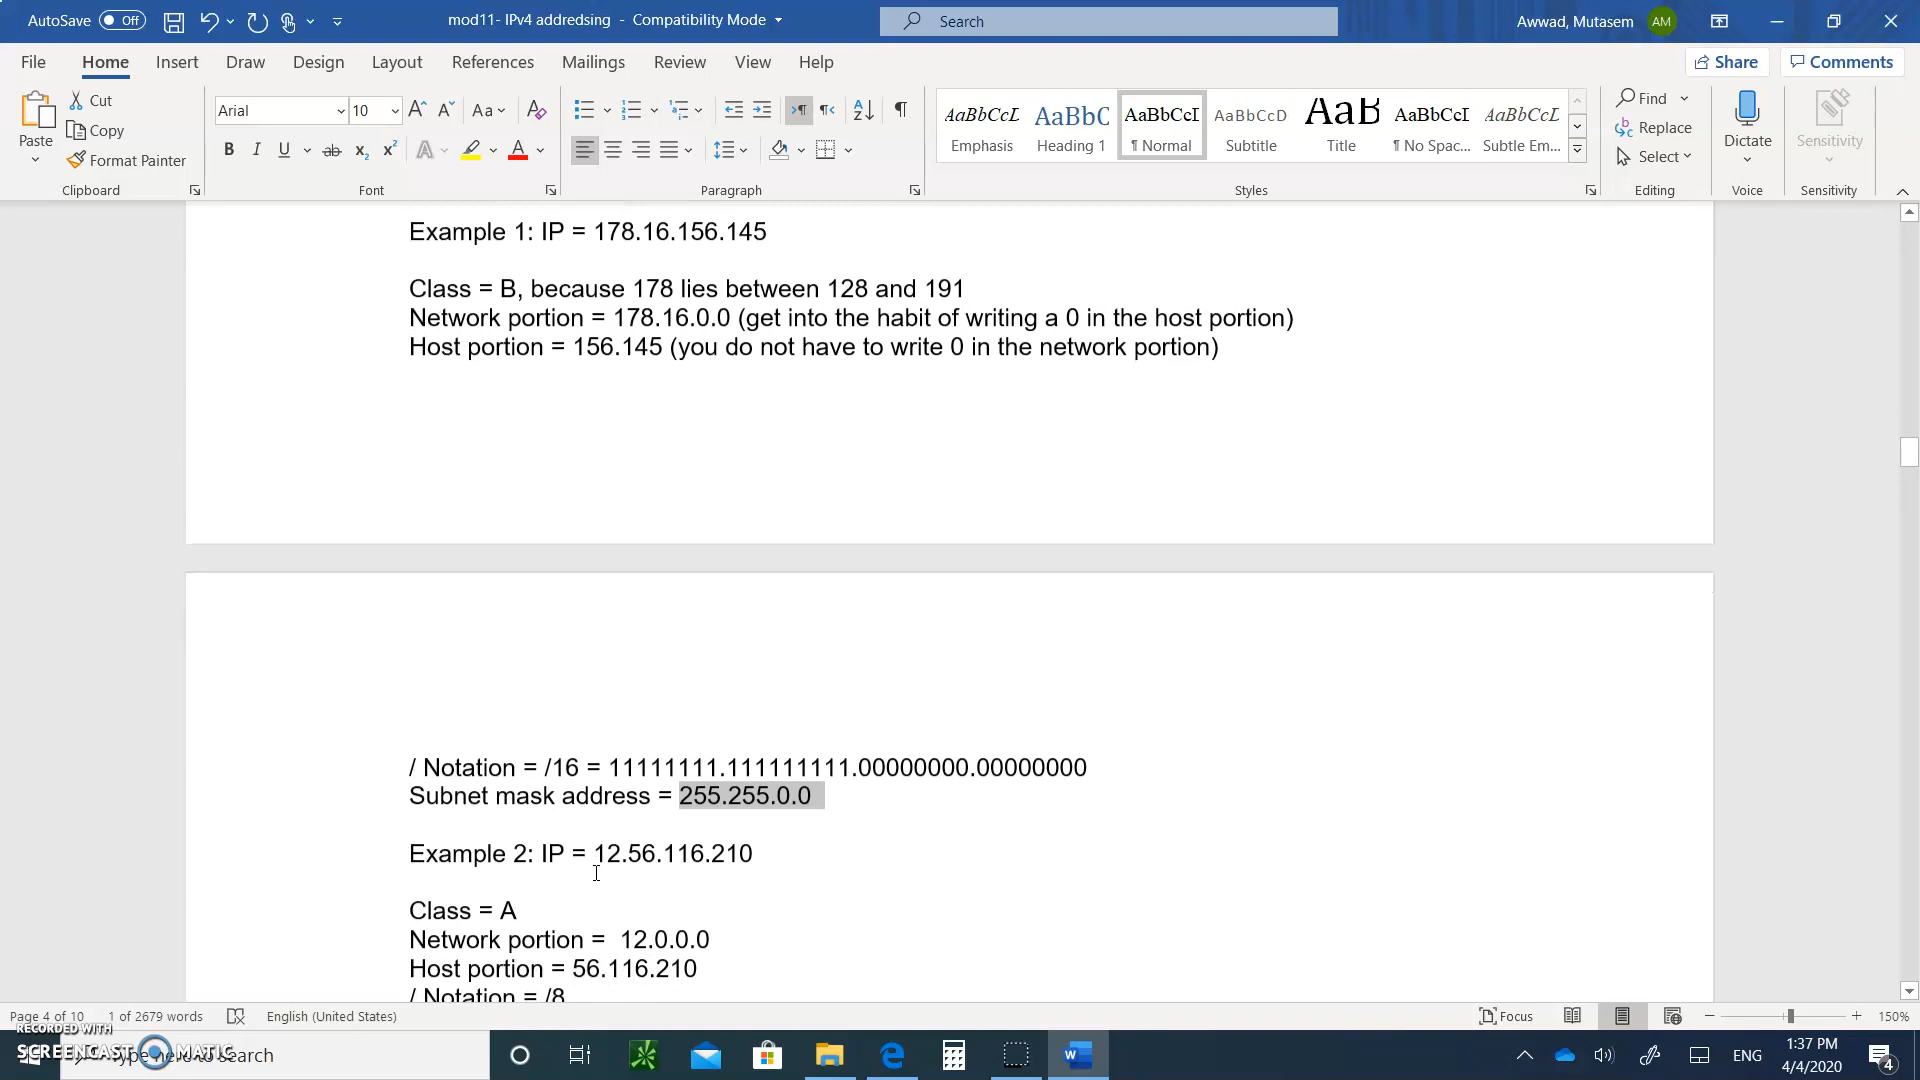 AutoSave Off mod11- IPv4 addredsing - Compatibility Mode Search Awwad, Mutasem AM
File Home Insert Draw Design Layout References Mailings Review View Help Share Comments
Paste Cut Copy Format Painter Clipboard
Arial 10 Aa Font
Paragraph
AaBbCcL Emphasis AaBbC Heading 1 AaBbCcI ¶ Normal AaBbCcD Subtitle AaB Title AaBbCcI ¶ No Spac... AaBbCcL Subtle Em... Styles
Find Replace Select Editing
Dictate Voice
Sensitivity Sensitivity
Example 1: IP = 178.16.156.145
Class = B, because 178 lies between 128 and 191
Network portion = 178.16.0.0 (get into the habit of writing a 0 in the host portion)
Host portion = 156.145 (you do not have to write 0 in the network portion)
/ Notation = /16 = 11111111.111111111.00000000.00000000
Subnet mask address = 255.255.0.0
Example 2: IP = 12.56.116.210
Class = A
Network portion = 12.0.0.0
Host portion = 56.116.210
/ Notation = /8
Page 4 of 10 1 of 2679 words English (United States) Focus 150%
RECORDED WITH
SCREENCAST MATIC
Type here to search
ENG 1:37 PM
4/4/2020 4